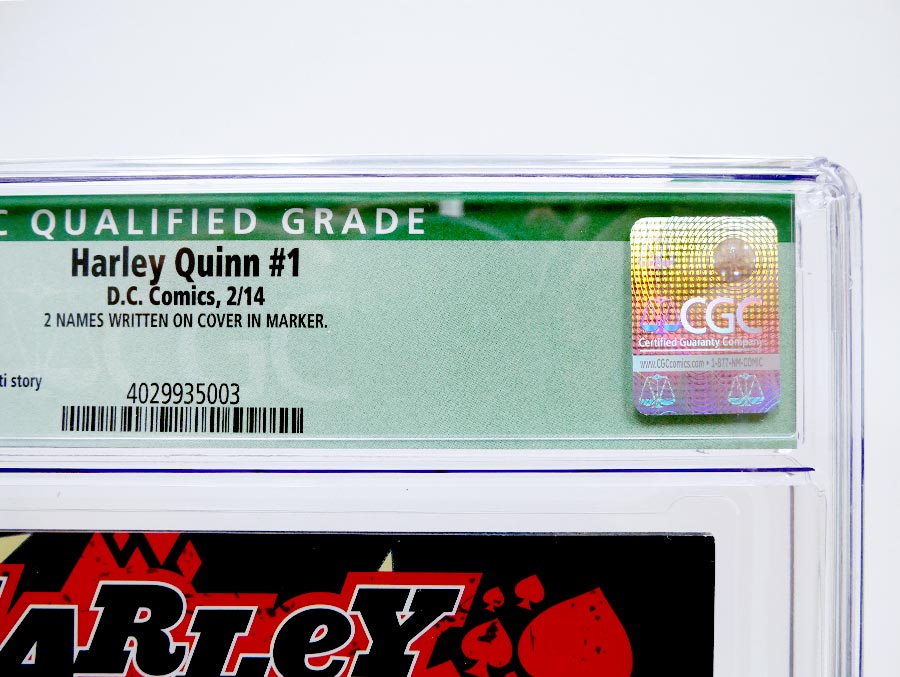 C QUALIFIED GRADE
Harley Quinn #1
D.C. Comics, 2/14
2 NAMES WRITTEN ON COVER IN MARKER.
ti story
4029935003
CGC
Certified Guaranty Company
www.CGCcomics.com • 1-877-NM-COMIC
HARLEY